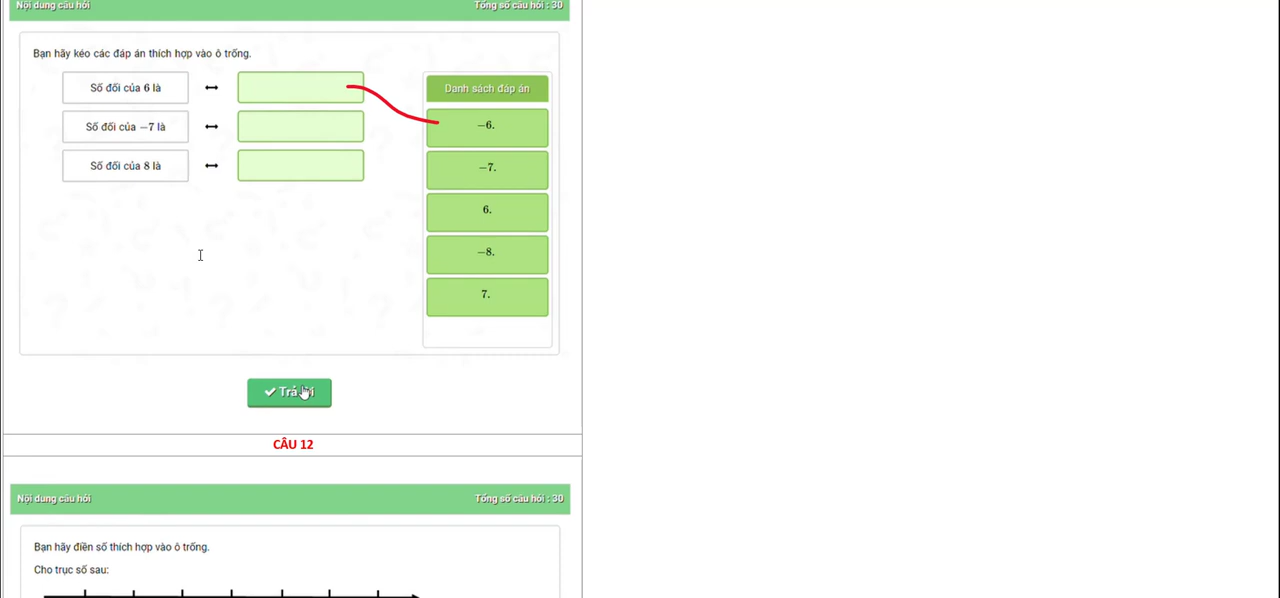 Nội dung câu hỏi Tổng số câu hỏi : 30
Bạn hãy kéo các đáp án thích hợp vào ô trống.
Số đối của 6 là
Số đối của −7 là
Số đối của 8 là
Danh sách đáp án
−6.
−7.
6.
−8.
7.
Trả lời
CÂU 12
Nội dung câu hỏi Tổng số câu hỏi : 30
Bạn hãy điền số thích hợp vào ô trống.
Cho trục số sau: